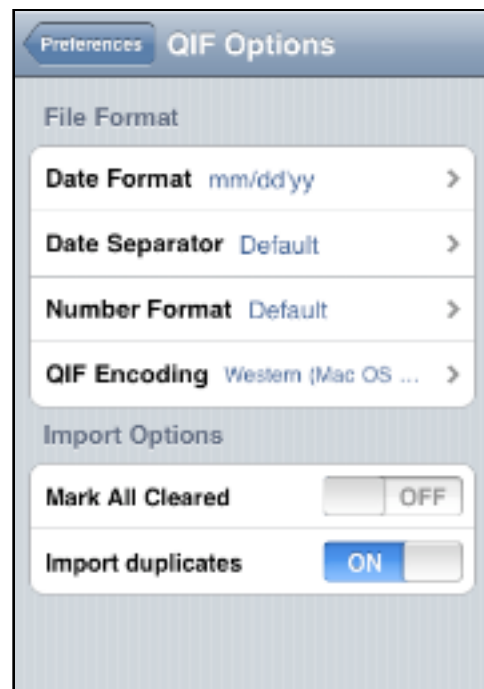 Preferences QIF Options
File Format
Date Format mm/dd'yy
Date Separator Default
Number Format Default
QIF Encoding Western (Mac OS ...
Import Options
Mark All Cleared OFF
Import duplicates ON